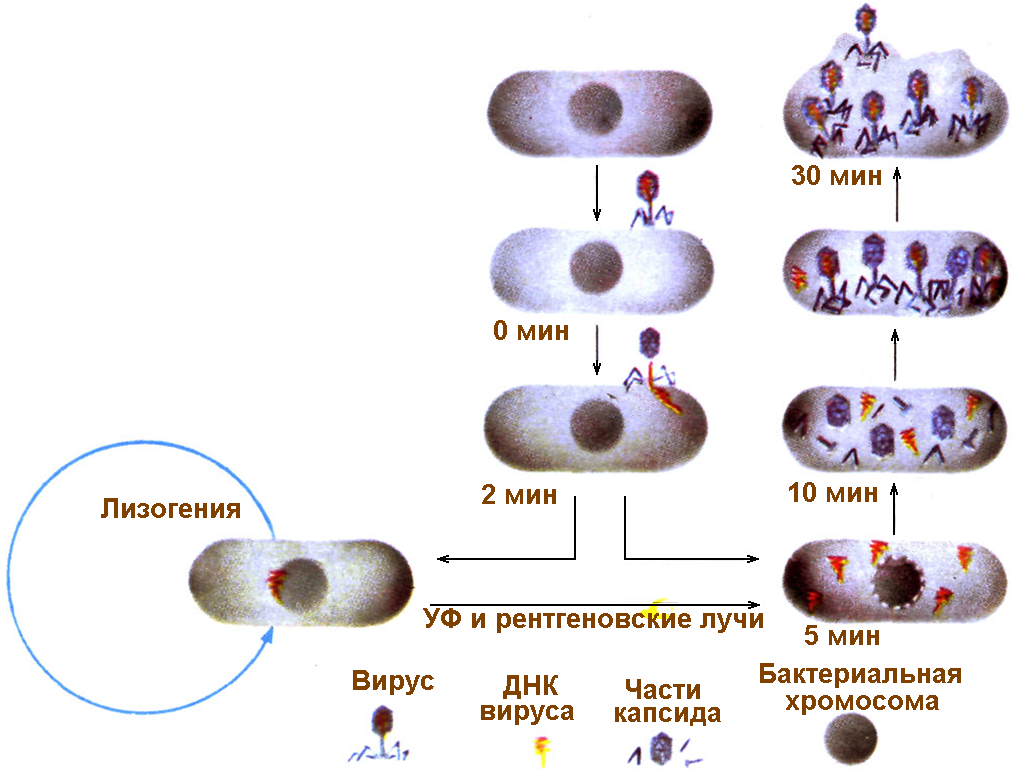 30 мин
0 мин
2 мин
10 мин
Лизогения
УФ и рентгеновские лучи
5 мин
Вирус
ДНК
вируса
Части
капсида
Бактериальная
хромосома